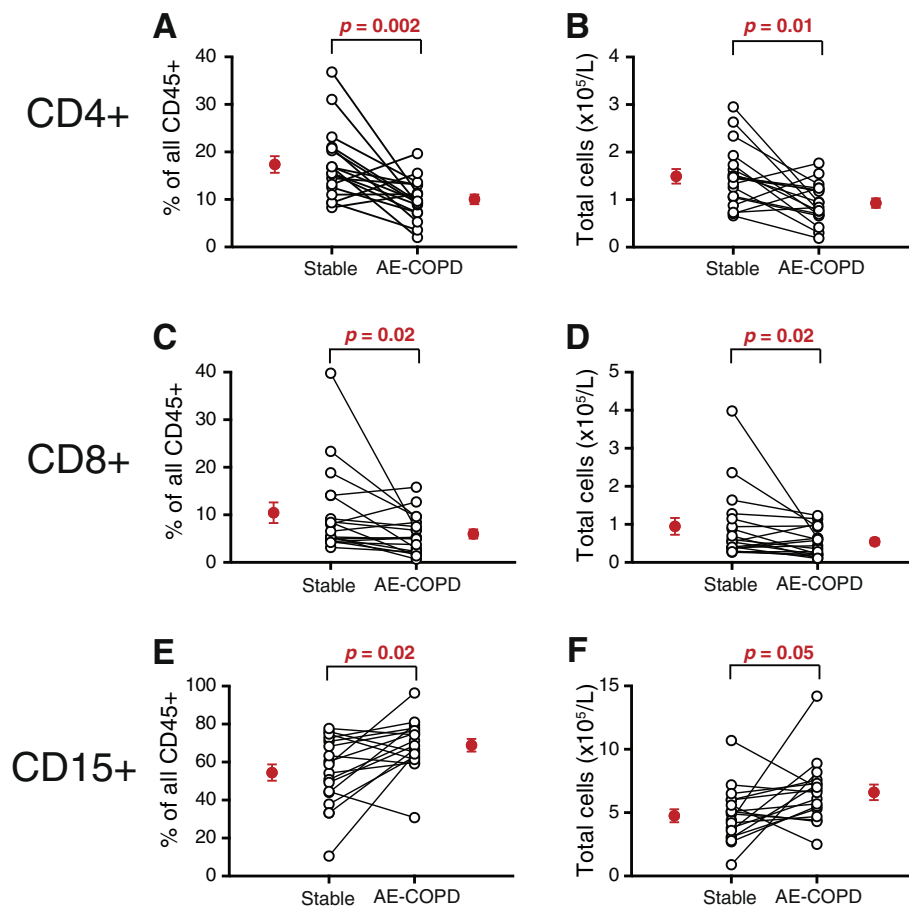 A
p = 0.002
CD4+
% of all CD45+
40
30
20
10
0
Stable
AE-COPD
B
p = 0.01
Total cells (x10⁵/L)
4
3
2
1
0
Stable
AE-COPD
C
p = 0.02
CD8+
% of all CD45+
40
30
20
10
0
Stable
AE-COPD
D
p = 0.02
Total cells (x10⁵/L)
5
4
3
2
1
0
Stable
AE-COPD
E
p = 0.02
CD15+
% of all CD45+
100
80
60
40
20
0
Stable
AE-COPD
F
p = 0.05
Total cells (x10⁵/L)
15
10
5
0
Stable
AE-COPD